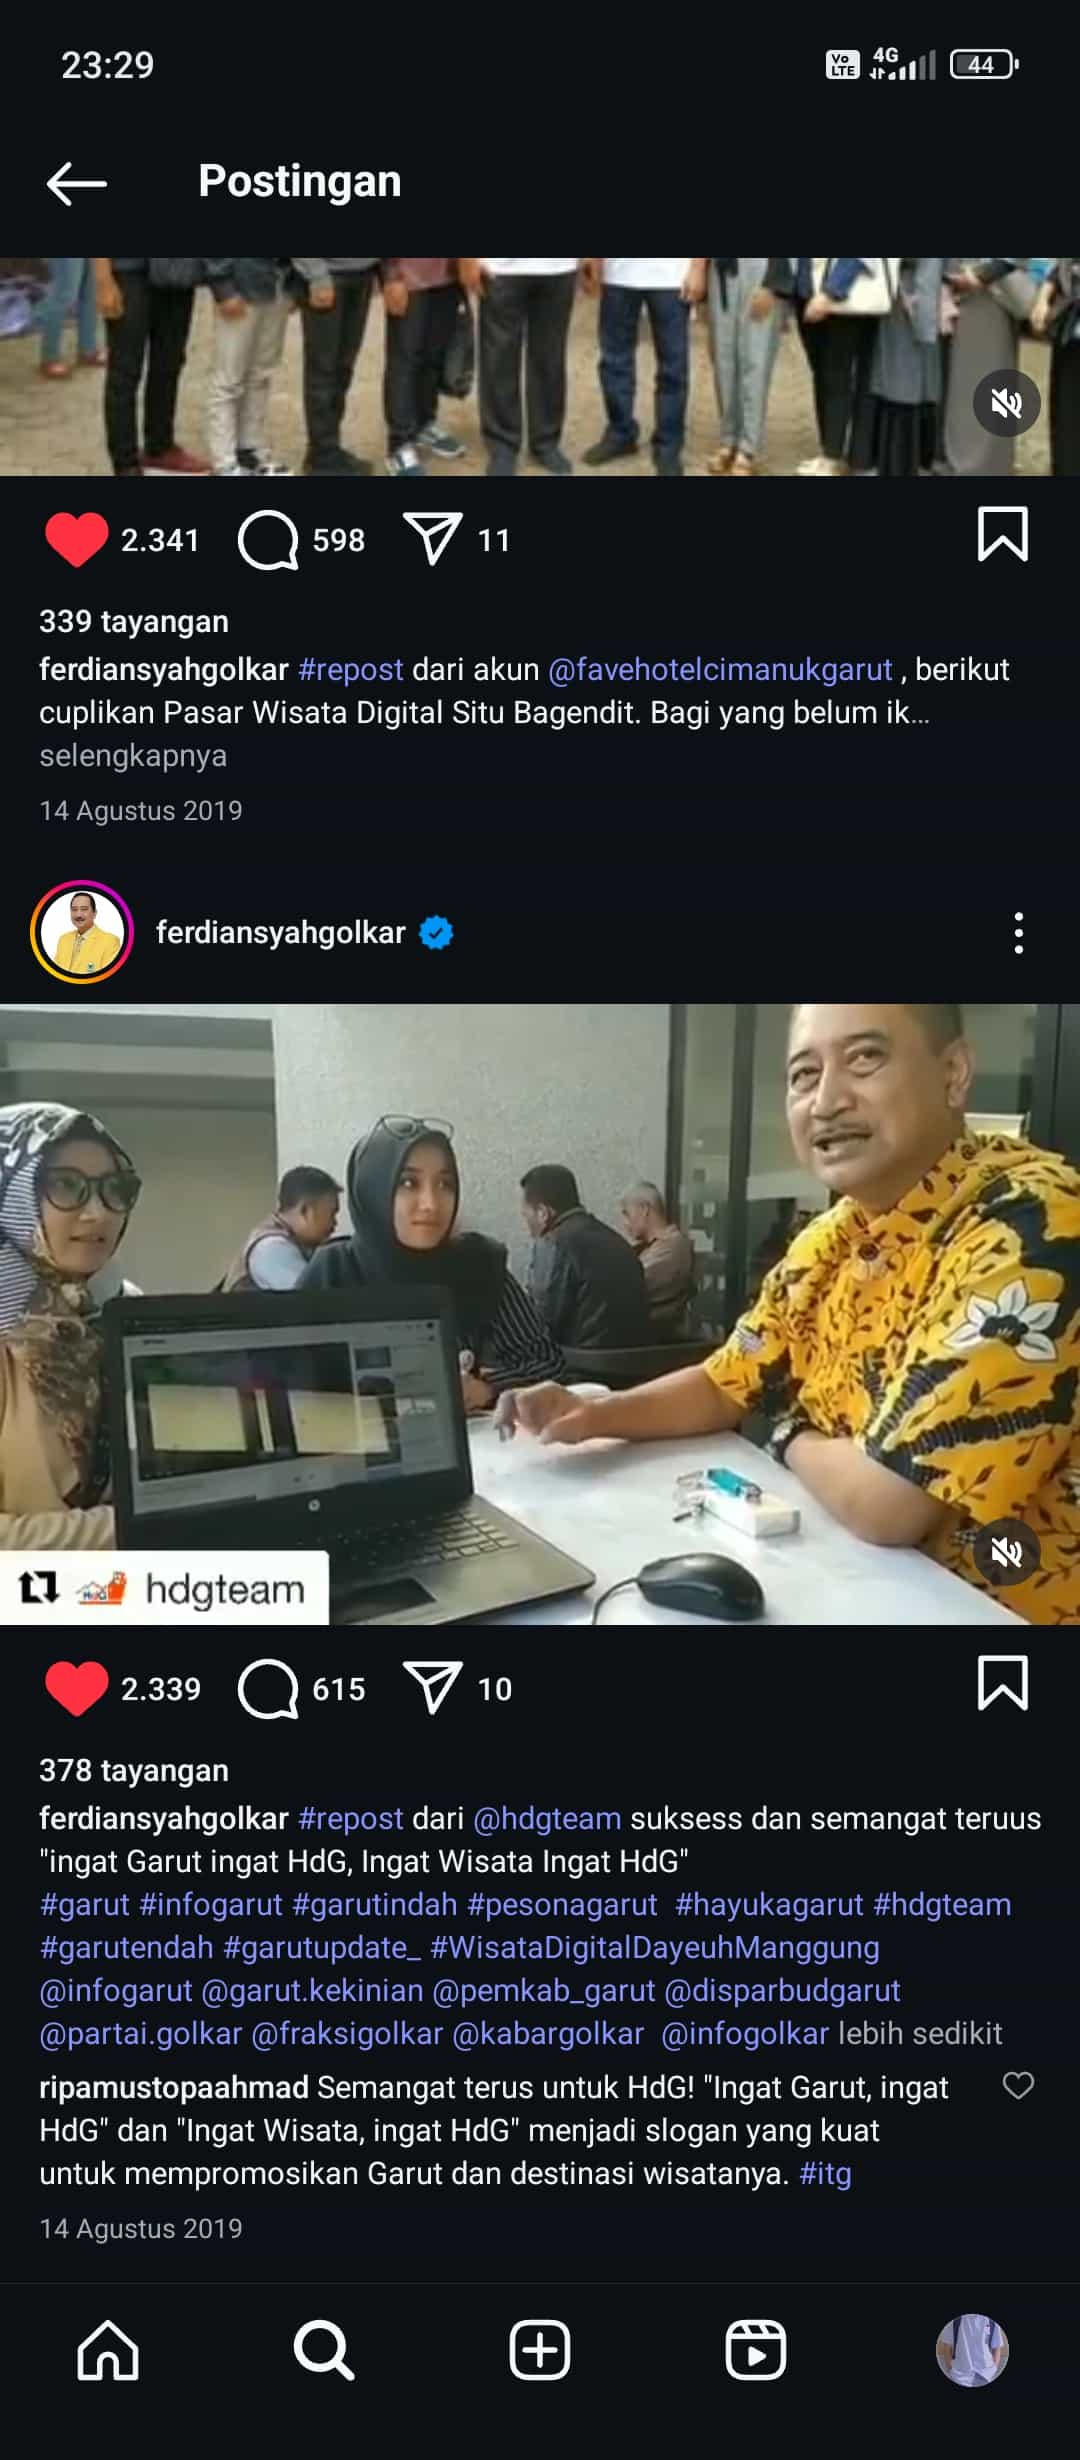 23:29
Vo LTE 4G 44
Postingan
2.341 598 11
339 tayangan
ferdiansyahgolkar #repost dari akun @favehotelcimanukgarut , berikut
cuplikan Pasar Wisata Digital Situ Bagendit. Bagi yang belum ik...
selengkapnya
14 Agustus 2019
ferdiansyahgolkar
hdgteam
2.339 615 10
378 tayangan
ferdiansyahgolkar #repost dari @hdgteam suksess dan semangat teruus
"ingat Garut ingat HdG, Ingat Wisata Ingat HdG"
#garut #infogarut #garutindah #pesonagarut #hayukagarut #hdgteam
#garutendah #garutupdate_ #WisataDigitalDayeuhManggung
@infogarut @garut.kekinian @pemkab_garut @disparbudgarut
@partai.golkar @fraksigolkar @kabargolkar @infogolkar lebih sedikit
ripamustopaahmad Semangat terus untuk HdG! "Ingat Garut, ingat
HdG" dan "Ingat Wisata, ingat HdG" menjadi slogan yang kuat
untuk mempromosikan Garut dan destinasi wisatanya. #itg
14 Agustus 2019